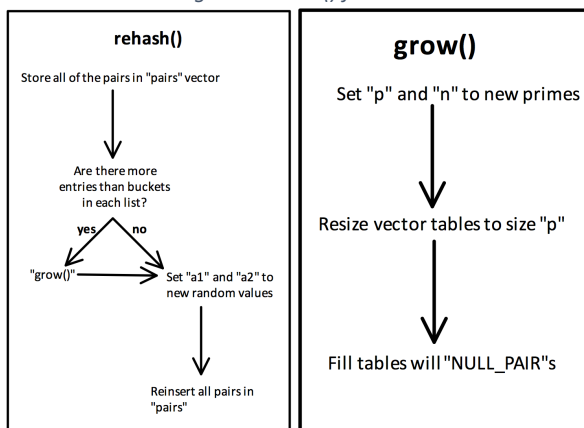 rehash()
Store all of the pairs in "pairs" vector
Are there more
entries than buckets
in each list?
yes
no
"grow()"
Set "a1" and "a2" to
new random values
Reinsert all pairs in
"pairs"
grow()
Set "p" and "n" to new primes
Resize vector tables to size "p"
Fill tables will "NULL_PAIR"s